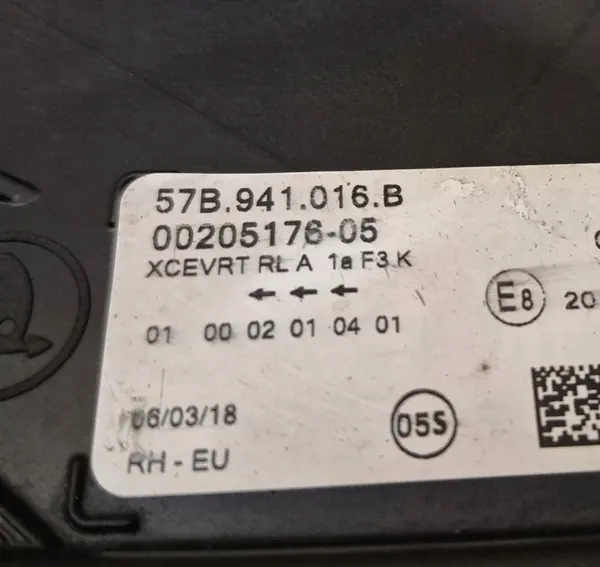 57B.941.016.B
00205176-05
XCEVRT RL A 1a F3 K
← ← ←
E8 20
01 00 02 01 04 01
06/03/18
05S
RH - EU